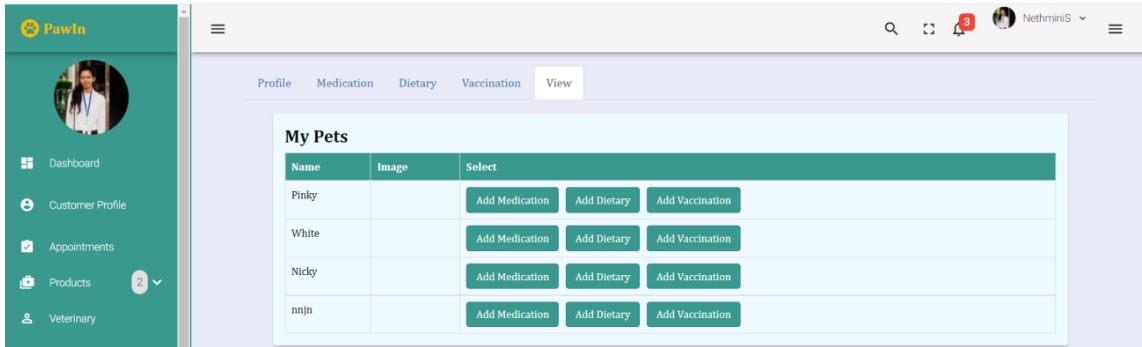 PawIn
3
NethminiS
Profile Medication Dietary Vaccination View
My Pets
Name Image Select
Pinky Add Medication Add Dietary Add Vaccination
White Add Medication Add Dietary Add Vaccination
Nicky Add Medication Add Dietary Add Vaccination
nnjn Add Medication Add Dietary Add Vaccination
Dashboard
Customer Profile
Appointments
Products 2
Veterinary